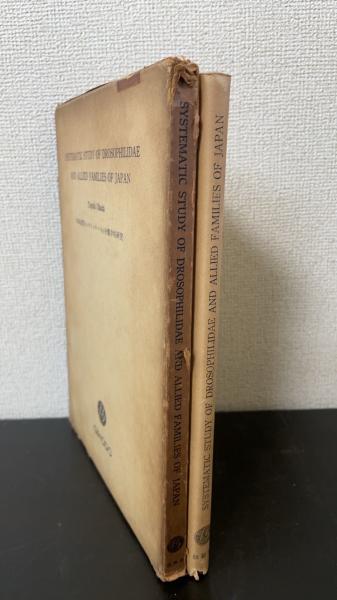 SYSTEMATIC STUDY OF DROSOPHILIDAE
AND ALLIED FAMILIES OF JAPAN
SYSTEMATIC STUDY OF DROSOPHILIDAE AND ALLIED FAMILIES OF JAPAN
SYSTEMATIC STUDY OF DROSOPHILIDAE AND ALLIED FAMILIES OF JAPAN